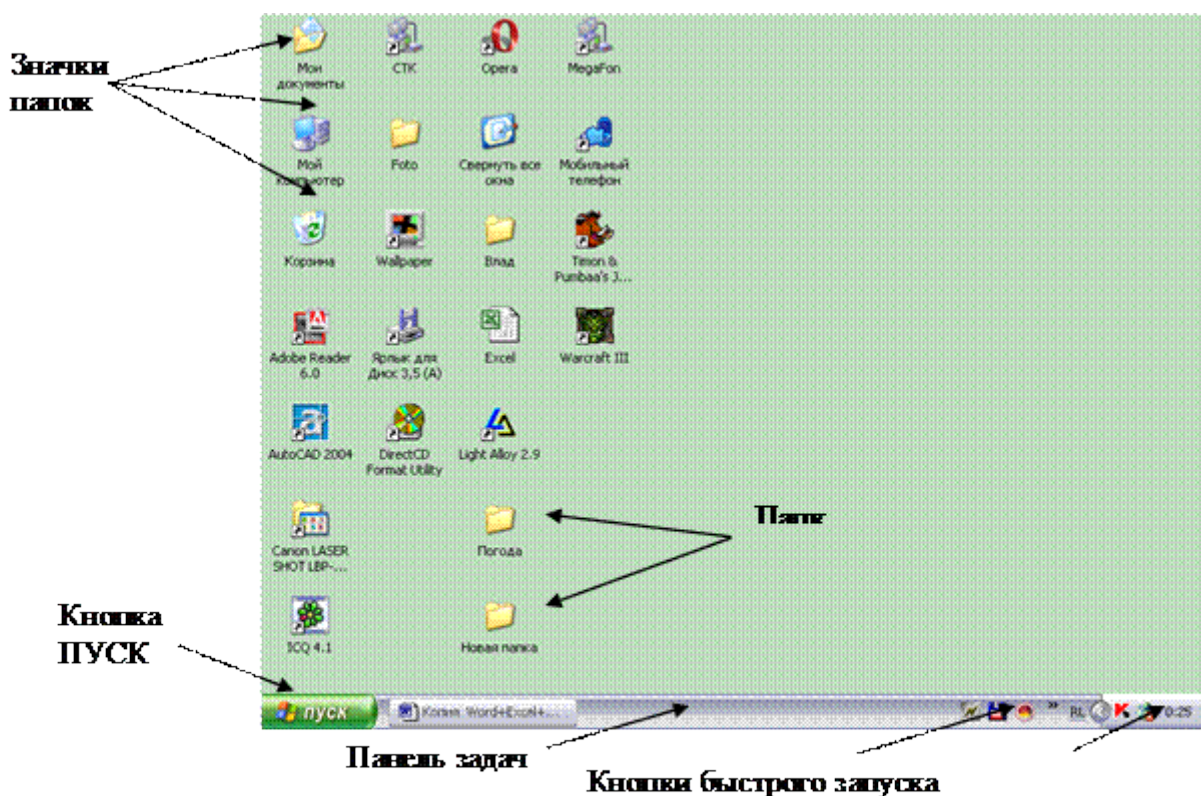 Значки
папок
Мои
документы
СТК
Opera
MegaFon
Мой
компьютер
Foto
Свернуть все
окна
Мобильный
телефон
Корзина
Wallpaper
Влад
Timon &
Pumbaa's J...
Adobe Reader
6.0
Ярлык для
Диск 3,5 (A)
Excel
Warcraft III
AutoCAD 2004
DirectCD
Format Utility
Light Alloy 2.9
Canon LASER
SHOT LBP-...
Погода
Папк
ICQ 4.1
Новая папка
Кнопка
ПУСК
пуск
Копия Word+Excel+...
» RL
0:25
Панель задач
Кнопки быстрого запуска